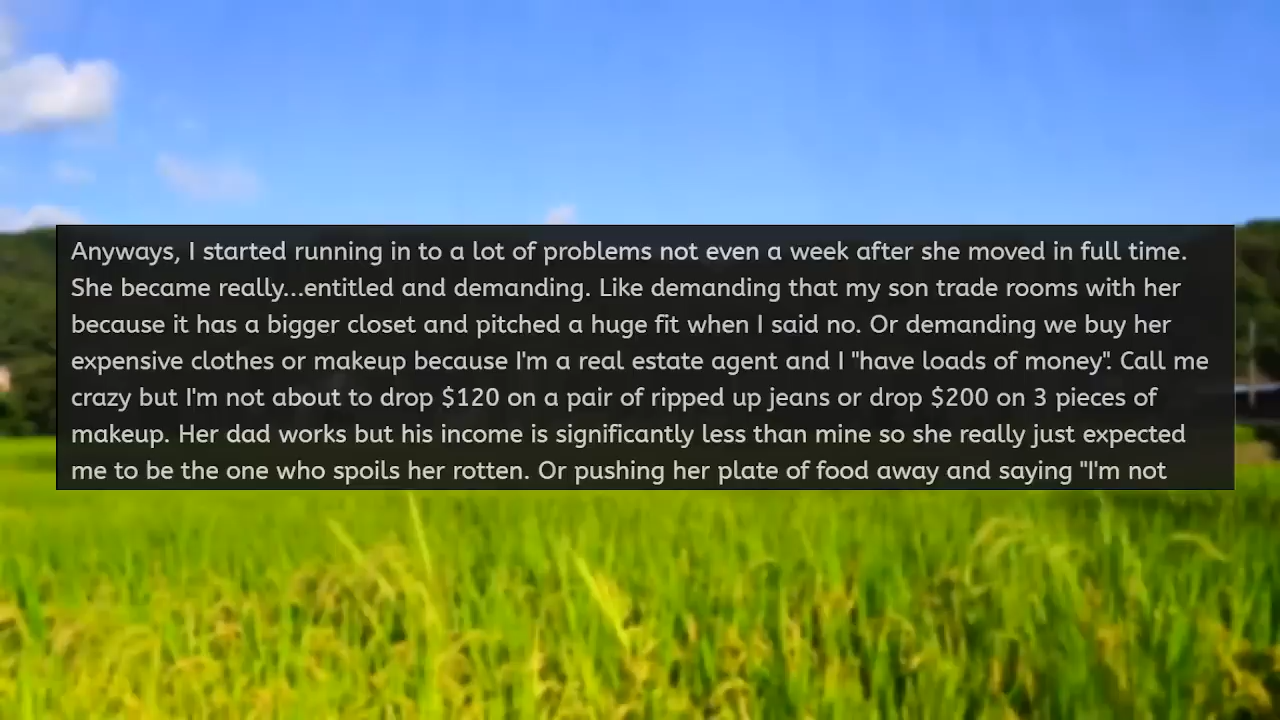 Anyways, I started running in to a lot of problems not even a week after she moved in full time.
She became really...entitled and demanding. Like demanding that my son trade rooms with her
because it has a bigger closet and pitched a huge fit when I said no. Or demanding we buy her
expensive clothes or makeup because I'm a real estate agent and I "have loads of money". Call me
crazy but I'm not about to drop $120 on a pair of ripped up jeans or drop $200 on 3 pieces of
makeup. Her dad works but his income is significantly less than mine so she really just expected
me to be the one who spoils her rotten. Or pushing her plate of food away and saying "I'm not